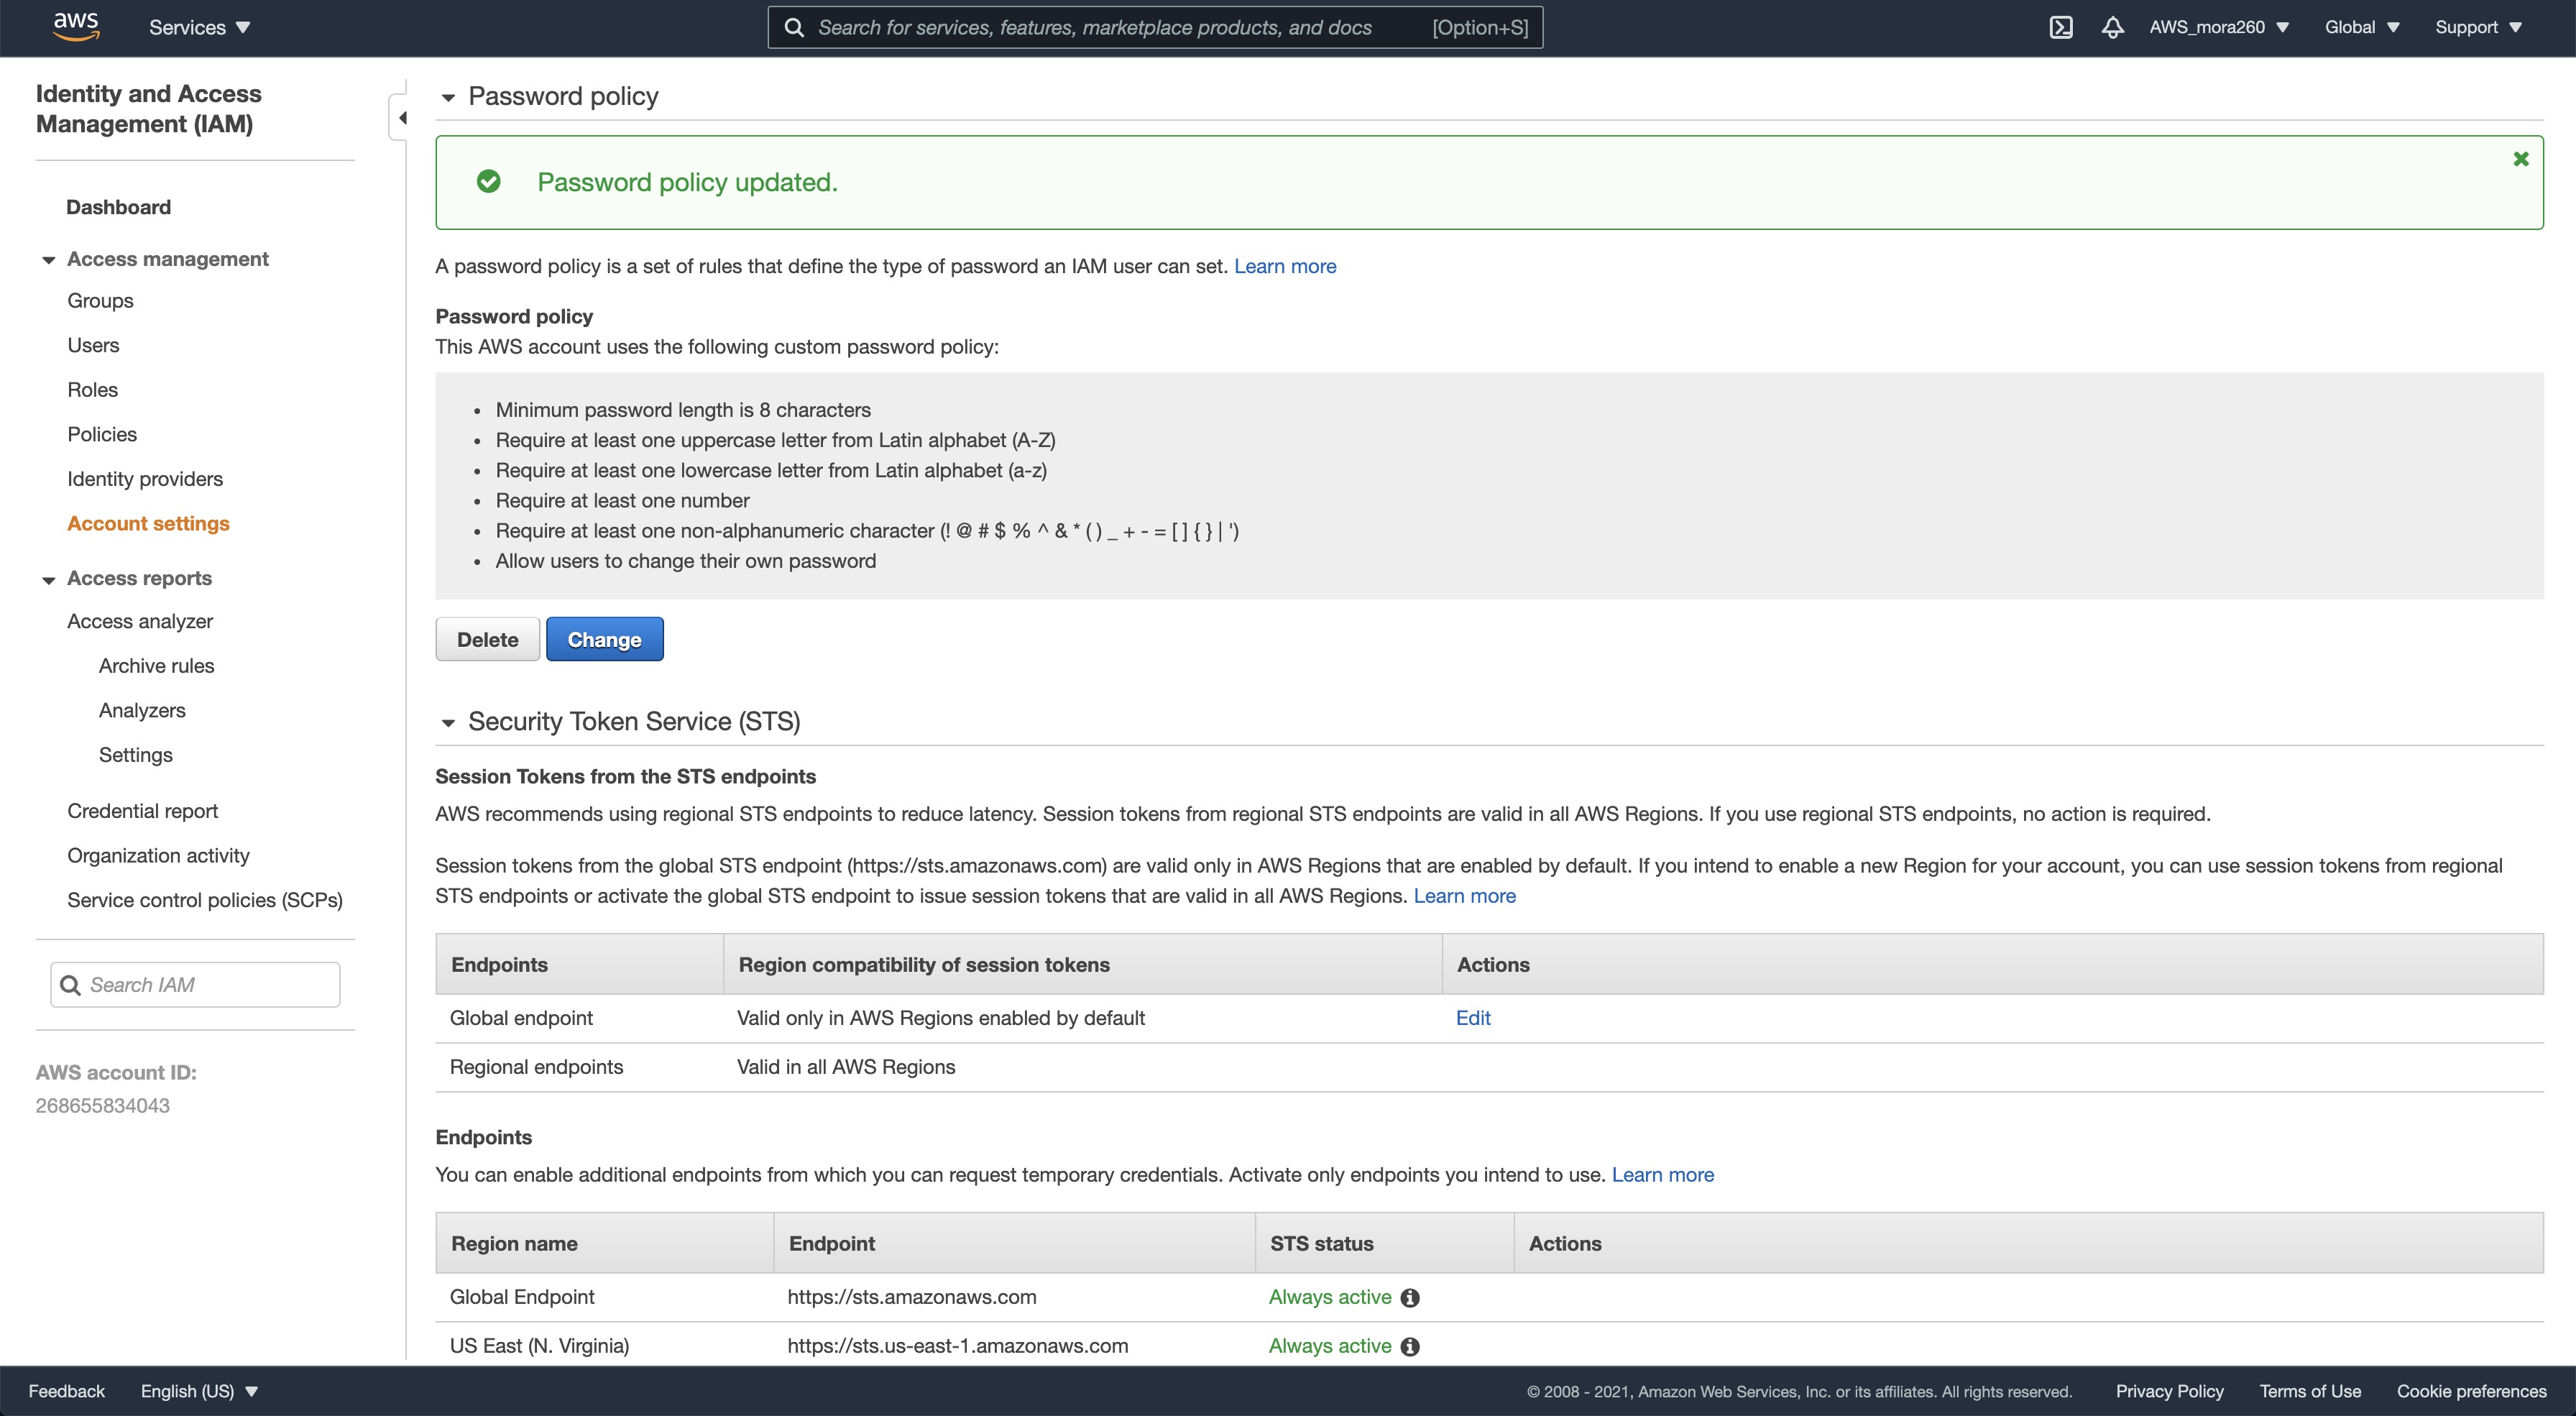 aws
Services
Search for services, features, marketplace products, and docs
[Option+S]
AWS_mora260
Global
Support
Identity and Access
Management (IAM)
Dashboard
Access management
Groups
Users
Roles
Policies
Identity providers
Account settings
Access reports
Access analyzer
Archive rules
Analyzers
Settings
Credential report
Organization activity
Service control policies (SCPs)
Search IAM
AWS account ID:
268655834043
Password policy
Password policy updated.
A password policy is a set of rules that define the type of password an IAM user can set. Learn more
Password policy
This AWS account uses the following custom password policy:
• Minimum password length is 8 characters
• Require at least one uppercase letter from Latin alphabet (A-Z)
• Require at least one lowercase letter from Latin alphabet (a-z)
• Require at least one number
• Require at least one non-alphanumeric character (! @ # $ % ^ & * ( ) _ + - = [ ] { } | ')
• Allow users to change their own password
Delete
Change
Security Token Service (STS)
Session Tokens from the STS endpoints
AWS recommends using regional STS endpoints to reduce latency. Session tokens from regional STS endpoints are valid in all AWS Regions. If you use regional STS endpoints, no action is required.
Session tokens from the global STS endpoint (https://sts.amazonaws.com) are valid only in AWS Regions that are enabled by default. If you intend to enable a new Region for your account, you can use session tokens from regional
STS endpoints or activate the global STS endpoint to issue session tokens that are valid in all AWS Regions. Learn more
Endpoints Region compatibility of session tokens Actions
Global endpoint Valid only in AWS Regions enabled by default Edit
Regional endpoints Valid in all AWS Regions
Endpoints
You can enable additional endpoints from which you can request temporary credentials. Activate only endpoints you intend to use. Learn more
Region name Endpoint STS status Actions
Global Endpoint https://sts.amazonaws.com Always active
US East (N. Virginia) https://sts.us-east-1.amazonaws.com Always active
Feedback
English (US)
© 2008 - 2021, Amazon Web Services, Inc. or its affiliates. All rights reserved.
Privacy Policy
Terms of Use
Cookie preferences